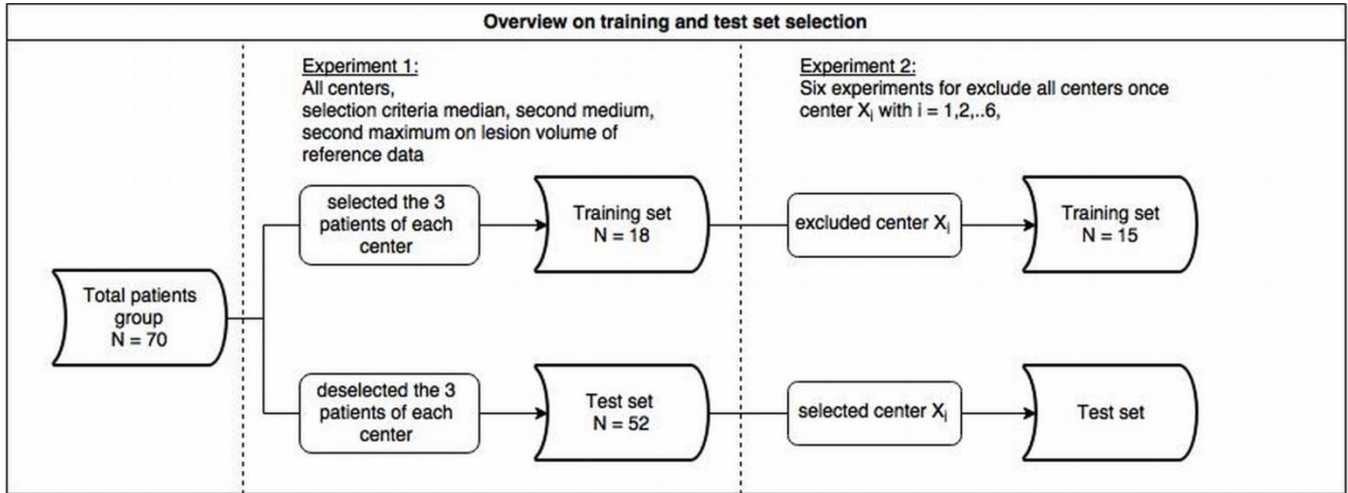 Overview on training and test set selection
Experiment 1:
All centers,
selection criteria median, second medium,
second maximum on lesion volume of
reference data
Experiment 2:
Six experiments for exclude all centers once
center Xi with i = 1,2,..6,
selected the 3
patients of each
center
Training set
N = 18
excluded center Xi
Training set
N = 15
Total patients
group
N = 70
deselected the 3
patients of each
center
Test set
N = 52
selected center Xi
Test set